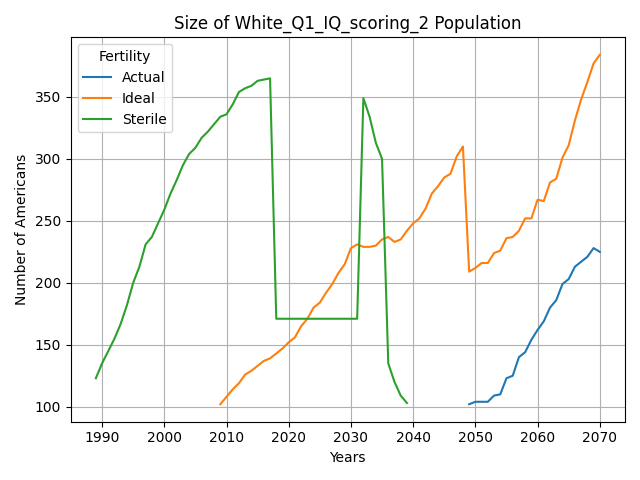 Size of White_Q1_IQ_scoring_2 Population
Fertility
Actual
Ideal
Sterile
Number of Americans
350
300
250
200
150
100
1990 2000 2010 2020 2030 2040 2050 2060 2070
Years